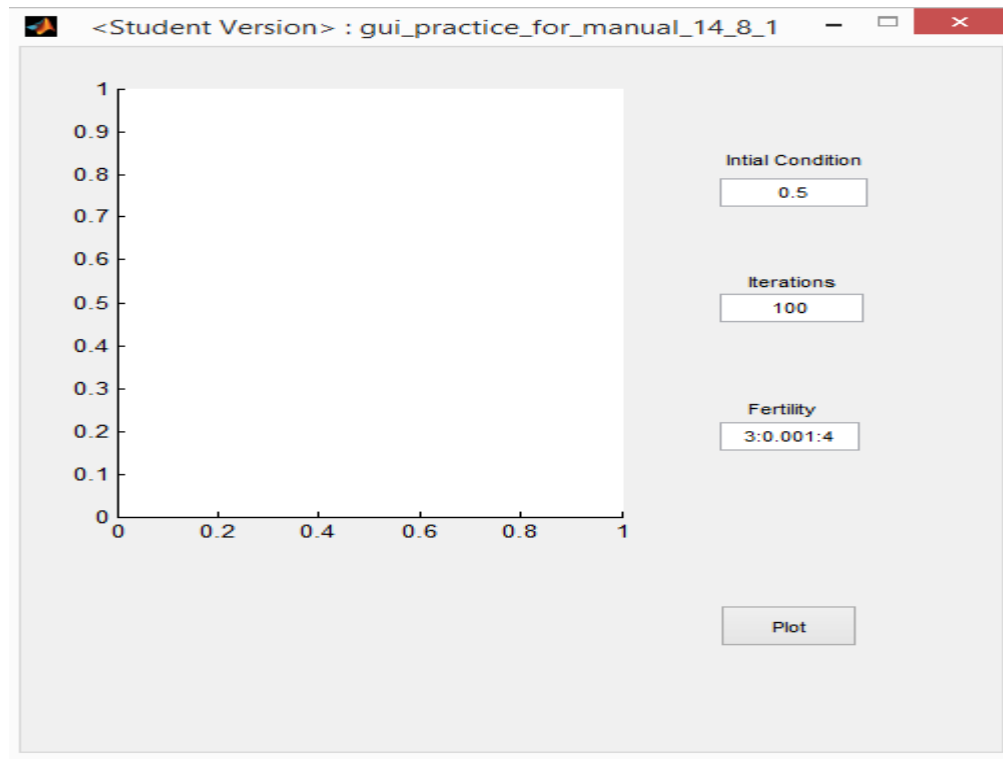 <Student Version> : gui_practice_for_manual_14_8_1
1
0.9
0.8
0.7
0.6
0.5
0.4
0.3
0.2
0.1
0
0 0.2 0.4 0.6 0.8 1
Intial Condition
0.5
Iterations
100
Fertility
3:0.001:4
Plot